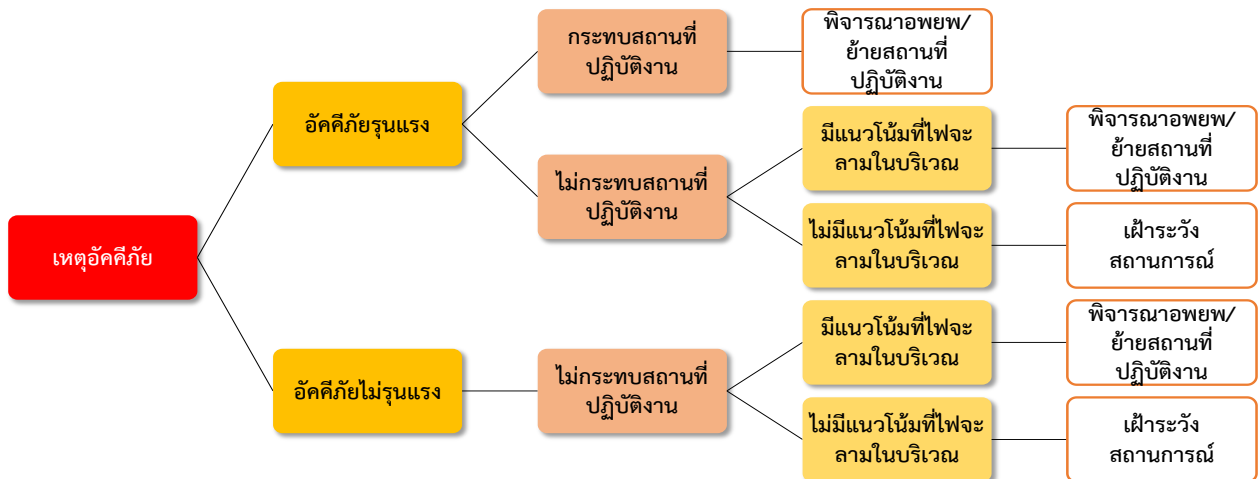 เหตุอัคคีภัย
อัคคีภัยรุนแรง
กระทบสถานที่
ปฏิบัติงาน
พิจารณาอพยพ/
ย้ายสถานที่
ปฏิบัติงาน
ไม่กระทบสถานที่
ปฏิบัติงาน
มีแนวโน้มที่ไฟจะ
ลามในบริเวณ
พิจารณาอพยพ/
ย้ายสถานที่
ปฏิบัติงาน
ไม่มีแนวโน้มที่ไฟจะ
ลามในบริเวณ
เฝ้าระวัง
สถานการณ์
อัคคีภัยไม่รุนแรง
ไม่กระทบสถานที่
ปฏิบัติงาน
มีแนวโน้มที่ไฟจะ
ลามในบริเวณ
พิจารณาอพยพ/
ย้ายสถานที่
ปฏิบัติงาน
ไม่มีแนวโน้มที่ไฟจะ
ลามในบริเวณ
เฝ้าระวัง
สถานการณ์